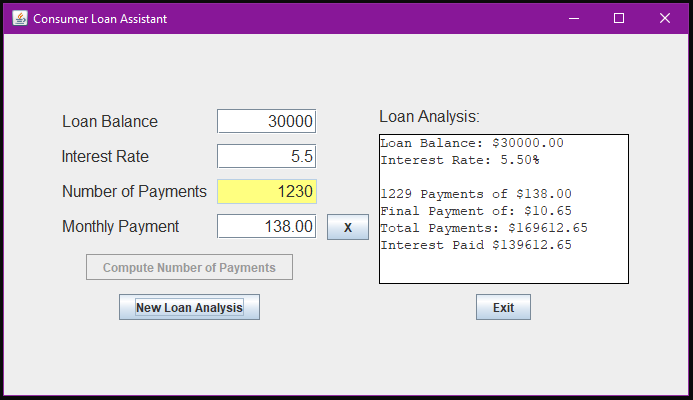 Consumer Loan Assistant
Loan Balance 30000
Interest Rate 5.5
Number of Payments 1230
Monthly Payment 138.00 X
Compute Number of Payments
New Loan Analysis
Loan Analysis:
Loan Balance: $30000.00
Interest Rate: 5.50%
1229 Payments of $138.00
Final Payment of: $10.65
Total Payments: $169612.65
Interest Paid $139612.65
Exit